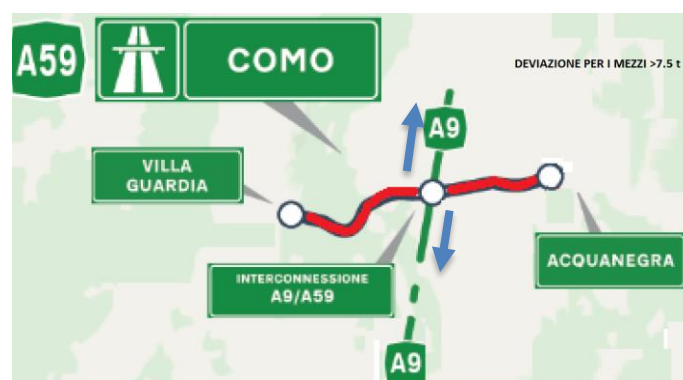 A59
COMO
DEVIAZIONE PER I MEZZI >7.5 t
A9
VILLA
GUARDIA
INTERCONNESSIONE
A9/A59
ACQUANEGRA
A9